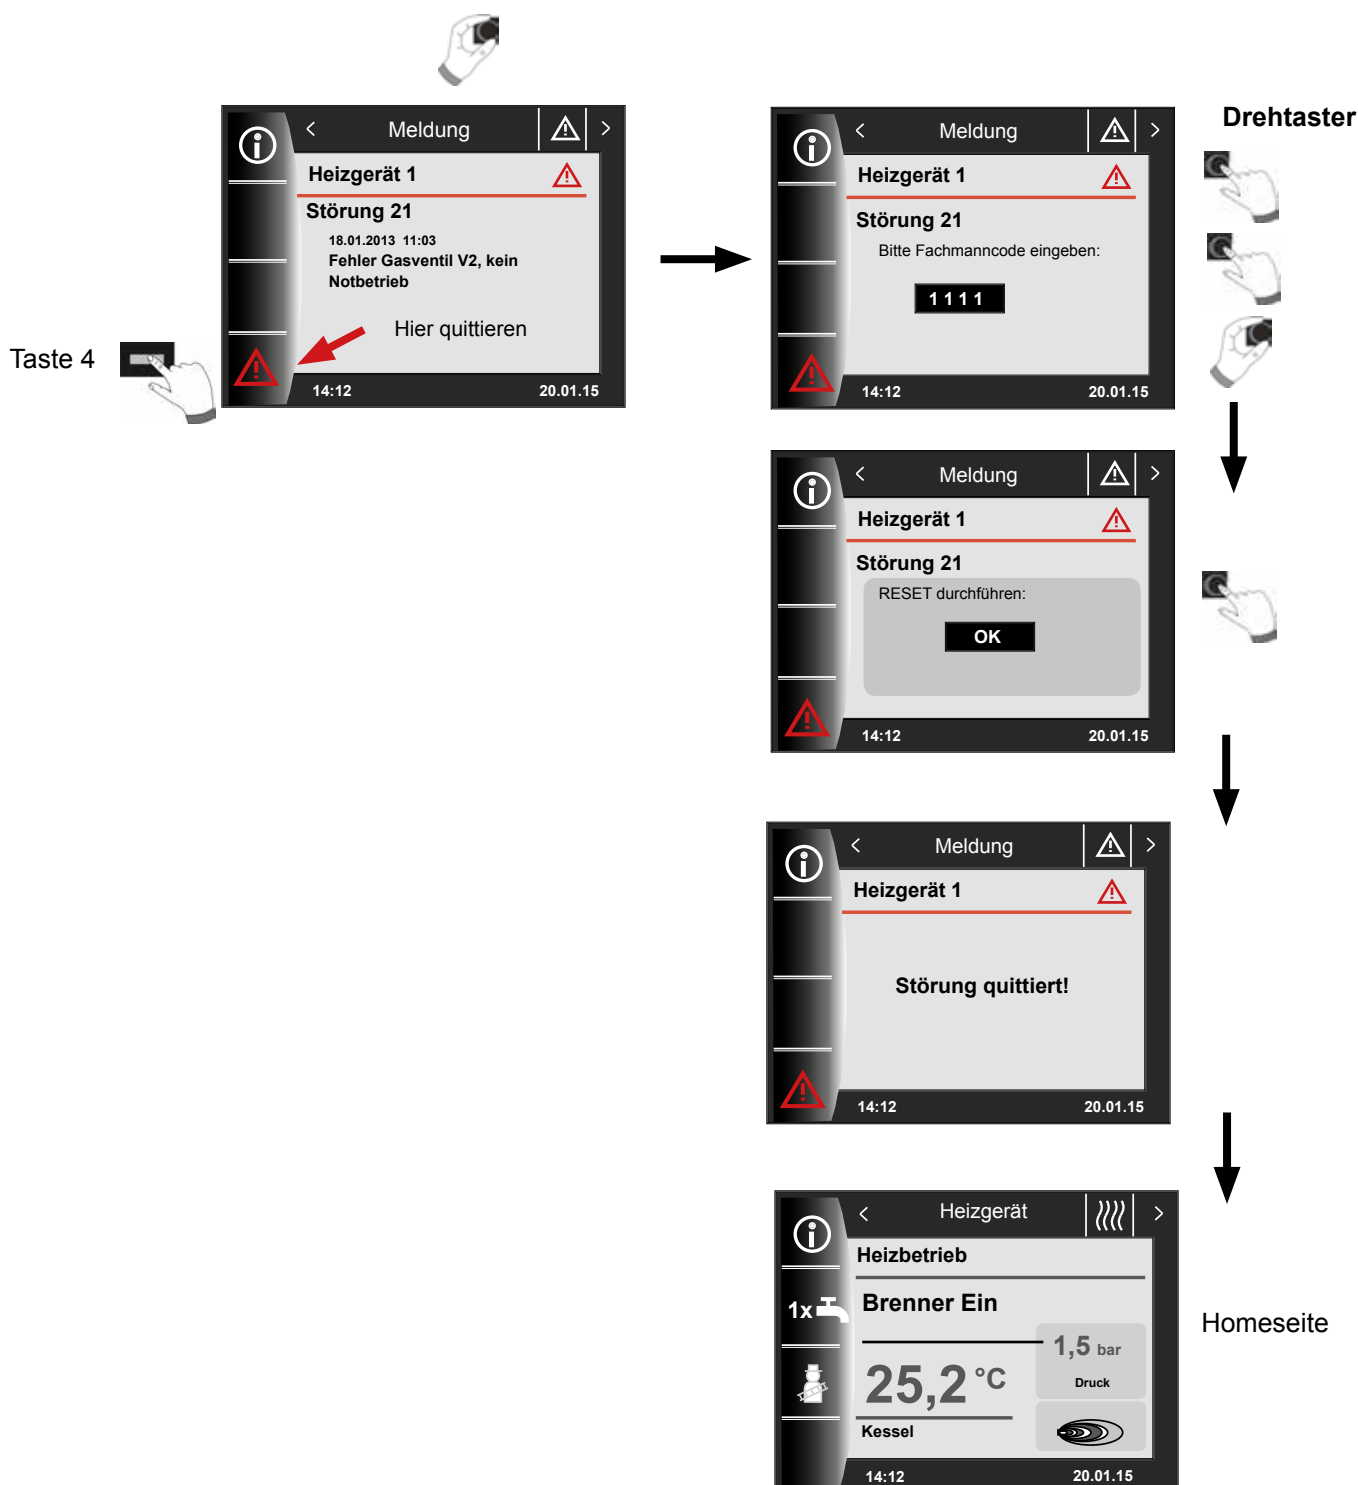 Meldung
Heizgerät 1
Störung 21
18.01.2013 11:03
Fehler Gasventil V2, kein
Notbetrieb
Hier quittieren
14:12 20.01.15
Taste 4
Meldung
Heizgerät 1
Störung 21
Bitte Fachmanncode eingeben:
1 1 1 1
14:12 20.01.15
Drehtaster
Meldung
Heizgerät 1
Störung 21
RESET durchführen:
OK
14:12 20.01.15
Meldung
Heizgerät 1
Störung quittiert!
14:12 20.01.15
Heizgerät
Heizbetrieb
1x
Brenner Ein
1,5 bar
Druck
25,2 °C
Kessel
14:12 20.01.15
Homeseite